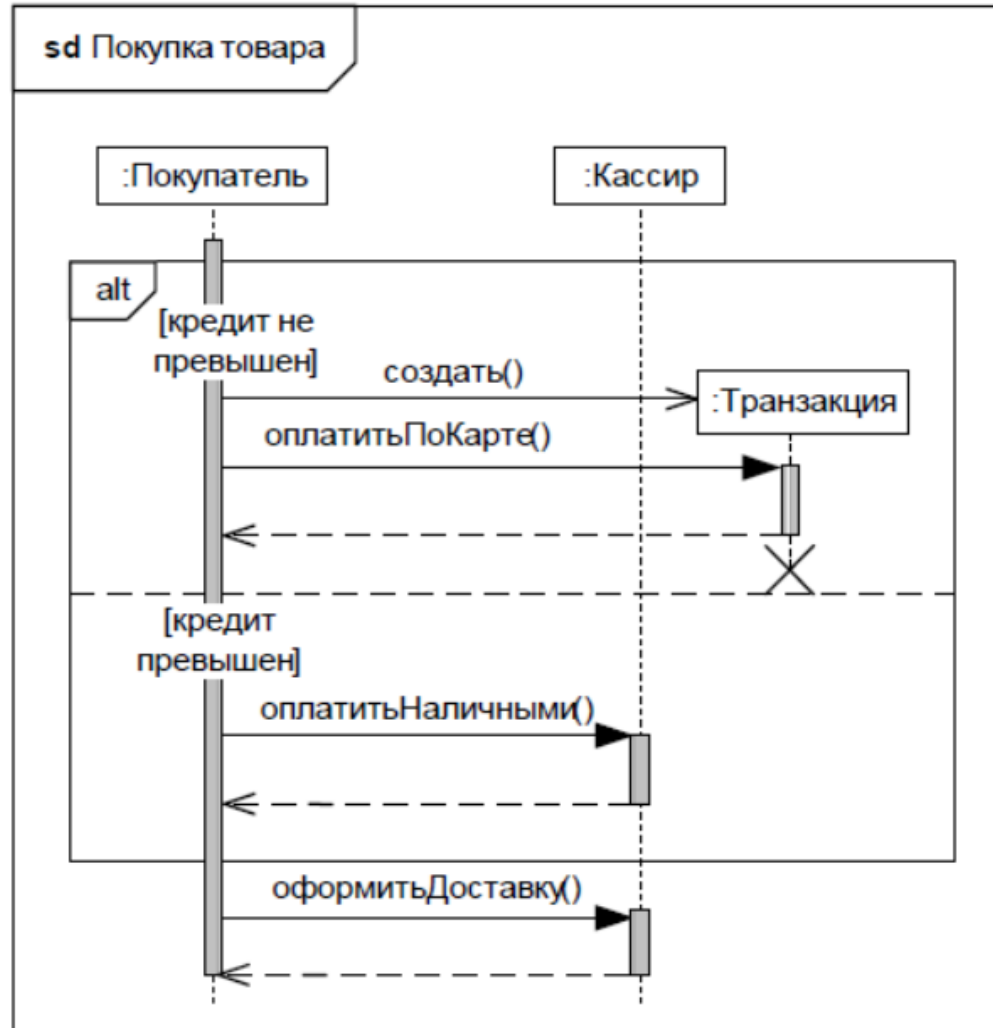 sd Покупка товара
:Покупатель
:Кассир
alt
[кредит не
превышен]
создать()
:Транзакция
оплатитьПоКарте()
[кредит
превышен]
оплатитьНаличными()
оформитьДоставку()